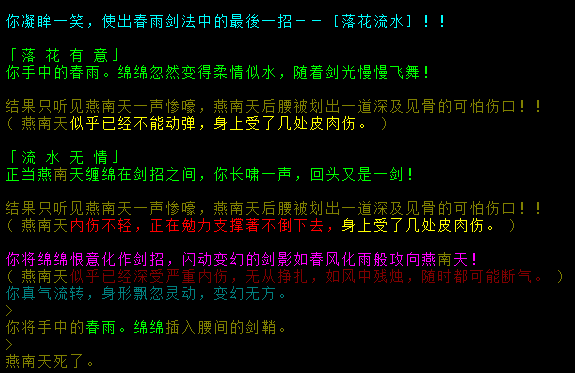 你凝眸一笑，使出春雨剑法中的最後一招－－［落花流水］！！
「落 花 有 意」
你手中的春雨。绵绵忽然变得柔情似水，随着剑光慢慢飞舞！
结果只听见燕南天一声惨嚎，燕南天后腰被划出一道深及见骨的可怕伤口！！
（ 燕南天似乎已经不能动弹，身上受了几处皮肉伤。 ）
「流 水 无 情」
正当燕南天缠绵在剑招之间，你长啸一声，回头又是一剑！
结果只听见燕南天一声惨嚎，燕南天后腰被划出一道深及见骨的可怕伤口！！
（ 燕南天内伤不轻，正在勉力支撑着不倒下去，身上受了几处皮肉伤。 ）
你将绵绵恨意化作剑招，闪动变幻的剑影如春风化雨般攻向燕南天！
（ 燕南天似乎已经深受严重内伤，无从挣扎，如风中残烛，随时都可能断气。 ）
你真气流转，身形飘忽灵动，变幻无方。
>
你将手中的春雨。绵绵插入腰间的剑鞘。
>
燕南天死了。